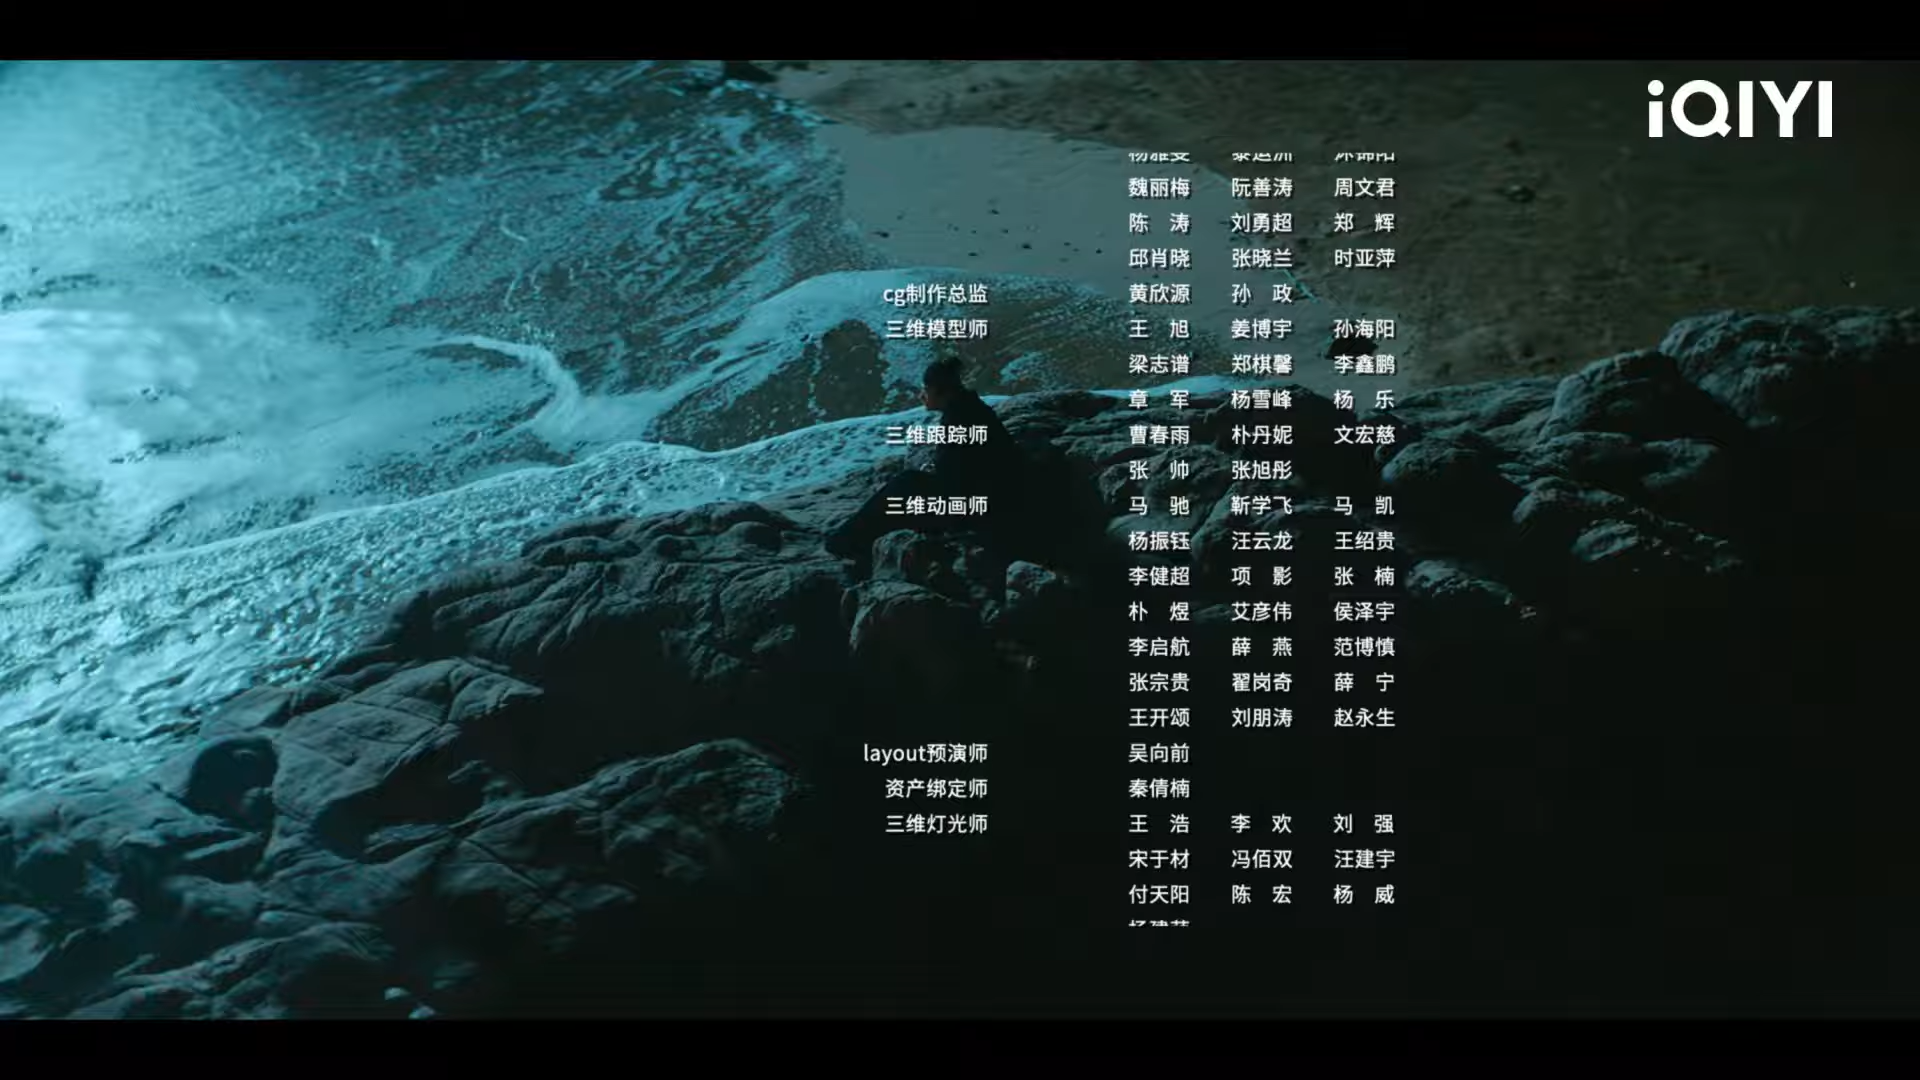 iQIYI
魏丽梅 阮善涛 周文君
陈 涛 刘勇超 郑 辉
邱肖晓 张晓兰 时亚萍
cg制作总监 黄欣源 孙 政
三维模型师 王 旭 姜博宇 孙海阳
梁志谱 郑棋馨 李鑫鹏
章 军 杨雪峰 杨 乐
三维跟踪师 曹春雨 朴丹妮 文宏慈
张 帅 张旭彤
三维动画师 马 驰 靳学飞 马 凯
杨振钰 汪云龙 王绍贵
李健超 项 影 张 楠
朴 煜 艾彦伟 侯泽宇
李启航 薛 燕 范博慎
张宗贵 翟岗奇 薛 宁
王开颂 刘朋涛 赵永生
layout预演师 吴向前
资产绑定师 秦倩楠
三维灯光师 王 浩 李 欢 刘 强
宋于材 冯佰双 汪建宇
付天阳 陈 宏 杨 威